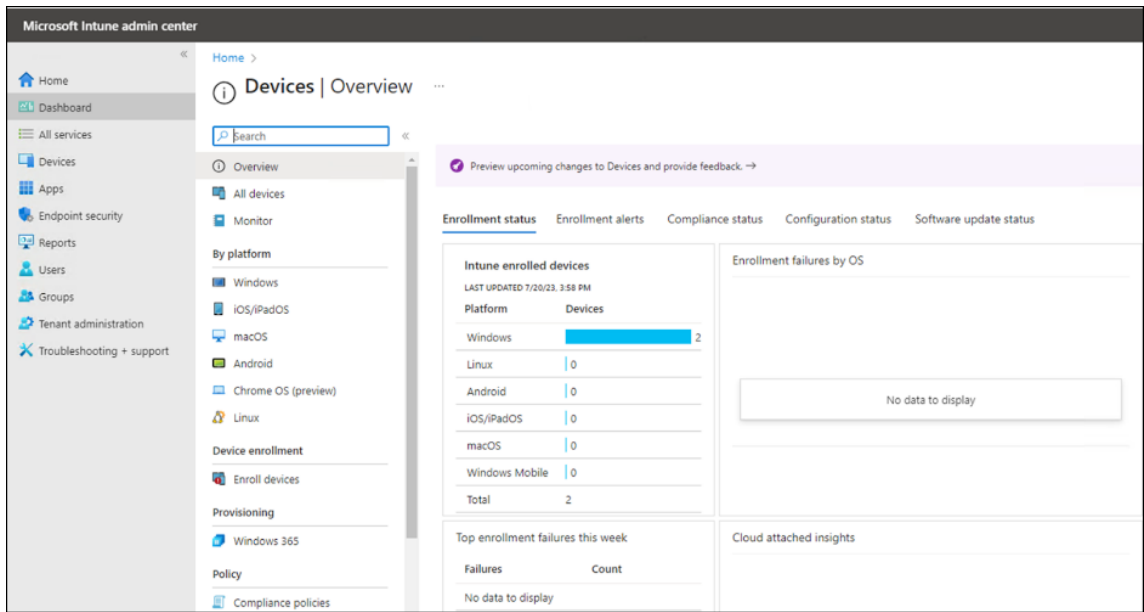 Microsoft Intune admin center
«
Home
Dashboard
All services
Devices
Apps
Endpoint security
Reports
Users
Groups
Tenant administration
Troubleshooting + support
Home >
Devices | Overview ...
Search «
Overview
All devices
Monitor
By platform
Windows
iOS/iPadOS
macOS
Android
Chrome OS (preview)
Linux
Device enrollment
Enroll devices
Provisioning
Windows 365
Policy
Compliance policies
Preview upcoming changes to Devices and provide feedback. →
Enrollment status Enrollment alerts Compliance status Configuration status Software update status
Intune enrolled devices
LAST UPDATED 7/20/23, 3:58 PM
Platform Devices
Windows 2
Linux 0
Android 0
iOS/iPadOS 0
macOS 0
Windows Mobile 0
Total 2
Enrollment failures by OS
No data to display
Top enrollment failures this week
Failures Count
No data to display
Cloud attached insights